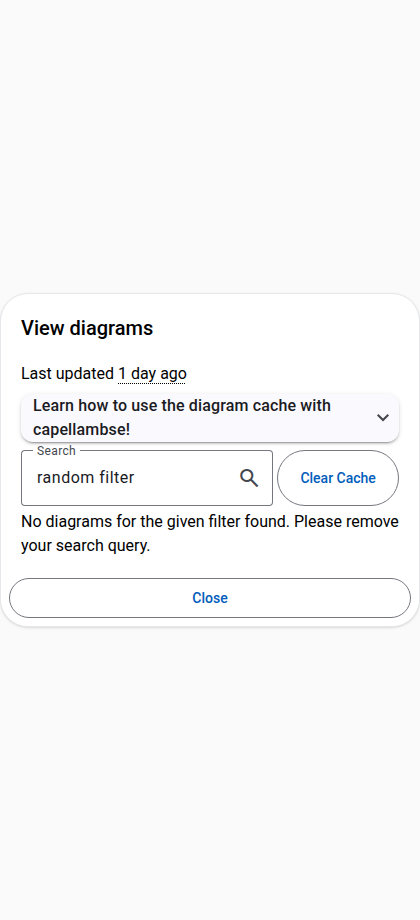 View diagrams
Last updated 1 day ago
Learn how to use the diagram cache with
capellambse!
Search
random filter
Clear Cache
No diagrams for the given filter found. Please remove
your search query.
Close